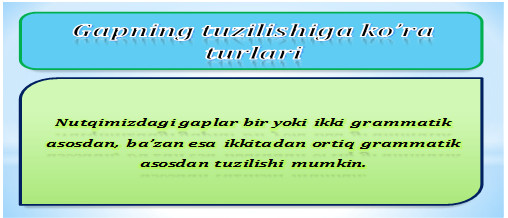 Gapning tuzilishiga ko’ra
turlari
Nutqimizdagi gaplar bir yoki ikki grammatik
asosdan, ba’zan esa ikkitadan ortiq grammatik
asosdan tuzilishi mumkin.